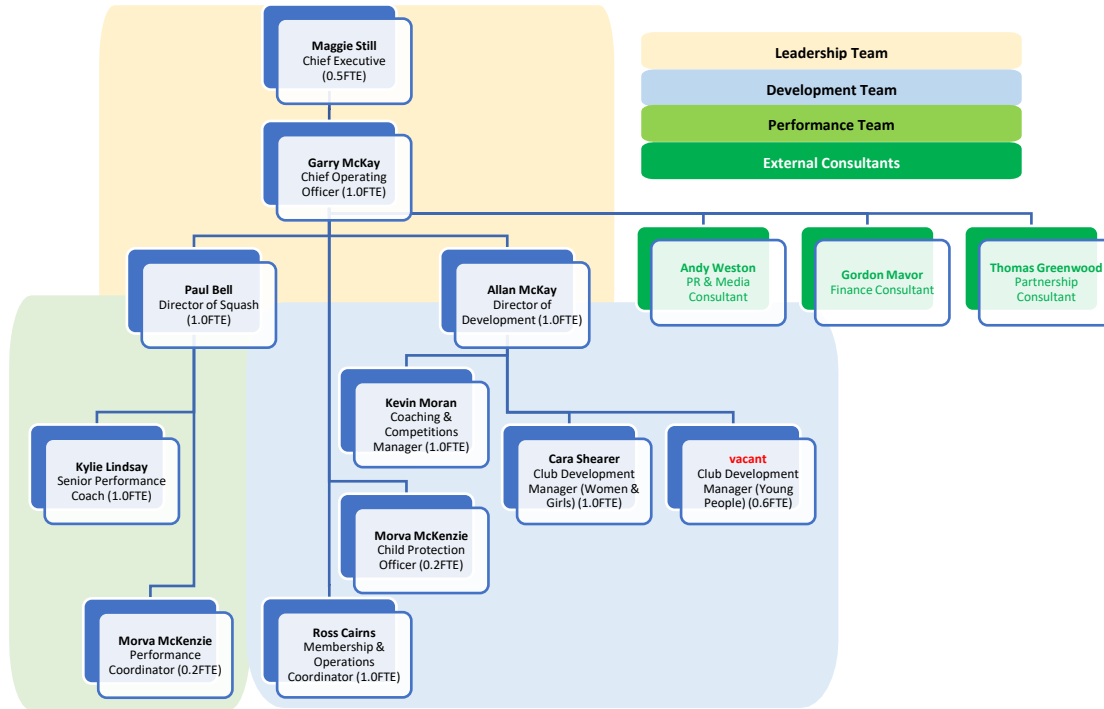 Maggie Still
Chief Executive
(0.5FTE)
Leadership Team
Development Team
Performance Team
External Consultants
Garry McKay
Chief Operating
Officer (1.0FTE)
Paul Bell
Director of Squash
(1.0FTE)
Allan McKay
Director of
Development (1.0FTE)
Andy Weston
PR & Media
Consultant
Gordon Mavor
Finance Consultant
Thomas Greenwood
Partnership
Consultant
Kevin Moran
Coaching &
Competitions
Manager (1.0FTE)
Kylie Lindsay
Senior Performance
Coach (1.0FTE)
Cara Shearer
Club Development
Manager (Women &
Girls) (1.0FTE)
vacant
Club Development
Manager (Young
People) (0.6FTE)
Morva McKenzie
Child Protection
Officer (0.2FTE)
Morva McKenzie
Performance
Coordinator (0.2FTE)
Ross Cairns
Membership &
Operations
Coordinator (1.0FTE)